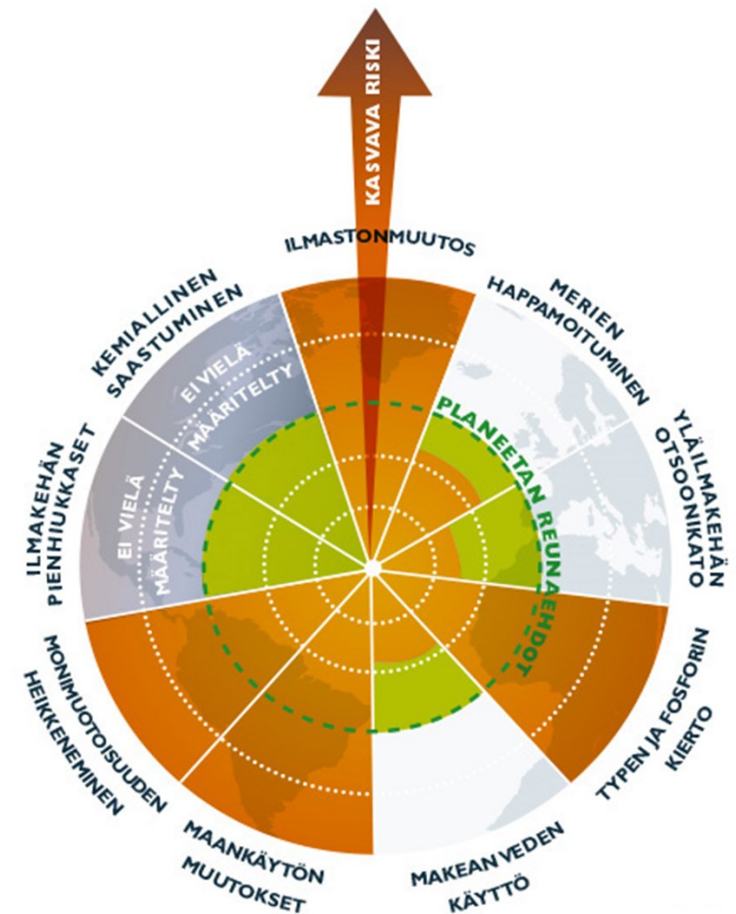 KASVAVA RISKI
ILMASTONMUUTOS
MERIEN
HAPPAMOITUMINEN
YLÄILMAKEHÄN
OTSOONIKATO
TYPEN JA FOSFORIN
KIERTO
MAKEAN VEDEN
KÄYTTÖ
MAANKÄYTÖN
MUUTOKSET
MONIMUOTOISUUDEN
HEIKKENEMINEN
ILMAKEHÄN
PIENHIUKKASET
KEMIALLINEN
SAASTUMINEN
EI VIELÄ
MÄÄRITELTY
EI VIELÄ
MÄÄRITELTY
PLANEETAN REUNAEHDOT